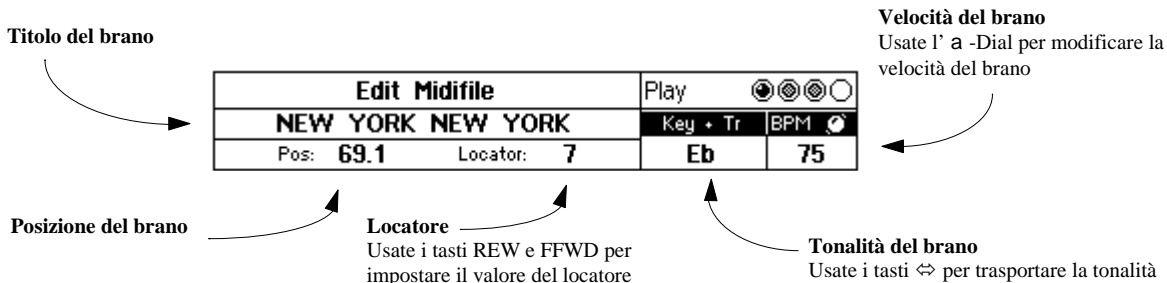 Velocità del brano
Usate l' a -Dial per modificare la
velocità del brano
Titolo del brano
Edit Midifile
Play
NEW YORK NEW YORK
Key + Tr
BPM
Pos: 69.1
Locator: 7
Eb
75
Posizione del brano
Locatore
Usate i tasti REW e FFWD per
impostare il valore del locatore
Tonalità del brano
Usate i tasti ⇔ per trasportare la tonalità